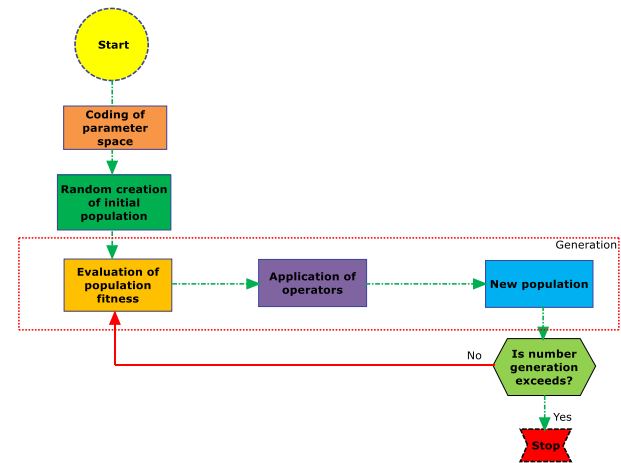 Start
Coding of
parameter
space
Random creation
of initial
population
Generation
Evaluation of
population
fitness
Application of
operators
New population
No
Is number
generation
exceeds?
Yes
Stop